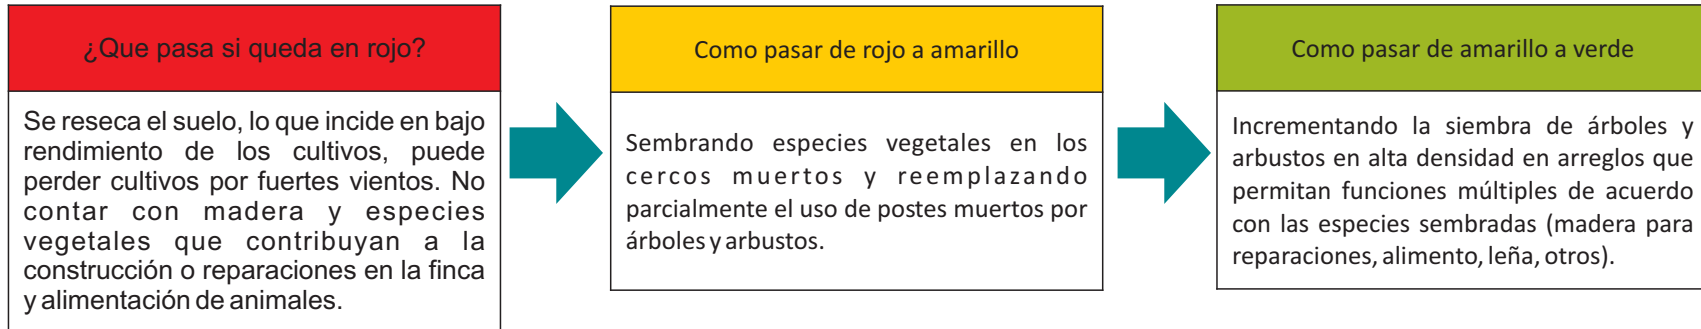 ¿Que pasa si queda en rojo?
Se reseca el suelo, lo que incide en bajo
rendimiento de los cultivos, puede
perder cultivos por fuertes vientos. No
contar con madera y especies
vegetales que contribuyan a la
construcción o reparaciones en la finca
y alimentación de animales.
Como pasar de rojo a amarillo
Sembrando especies vegetales en los
cercos muertos y reemplazando
parcialmente el uso de postes muertos por
árboles y arbustos.
Como pasar de amarillo a verde
Incrementando la siembra de árboles y
arbustos en alta densidad en arreglos que
permitan funciones múltiples de acuerdo
con las especies sembradas (madera para
reparaciones, alimento, leña, otros).